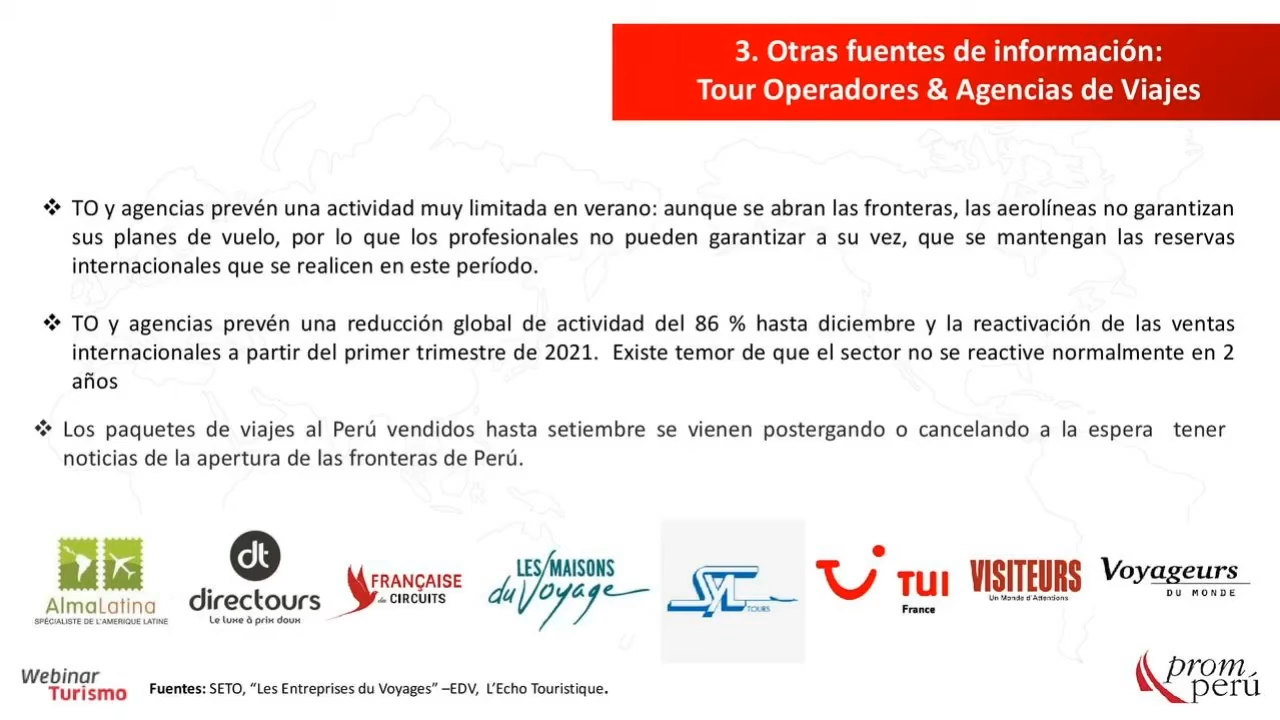 3. Otras fuentes de información:
Tour Operadores & Agencias de Viajes
❖ TO y agencias prevén una actividad muy limitada en verano: aunque se abran las fronteras, las aerolíneas no garantizan
sus planes de vuelo, por lo que los profesionales no pueden garantizar a su vez, que se mantengan las reservas
internacionales que se realicen en este período.
❖ TO y agencias prevén una reducción global de actividad del 86 % hasta diciembre y la reactivación de las ventas
internacionales a partir del primer trimestre de 2021. Existe temor de que el sector no se reactive normalmente en 2
años
❖ Los paquetes de viajes al Perú vendidos hasta setiembre se vienen postergando o cancelando a la espera tener
noticias de la apertura de las fronteras de Perú.
AlmaLatina
SPÉCIALISTE DE L'AMERIQUE LATINE
dt
directours
Le luxe à prix doux
FRANÇAISE
de CIRCUITS
LES MAISONS
du Voyage
SYL
TOURS
TUI
France
VISITEURS
Un Monde d'Attentions
Voyageurs
DU MONDE
Webinar
Turismo
Fuentes: SETO, “Les Entreprises du Voyages” –EDV, L’Echo Touristique.
prom
perú